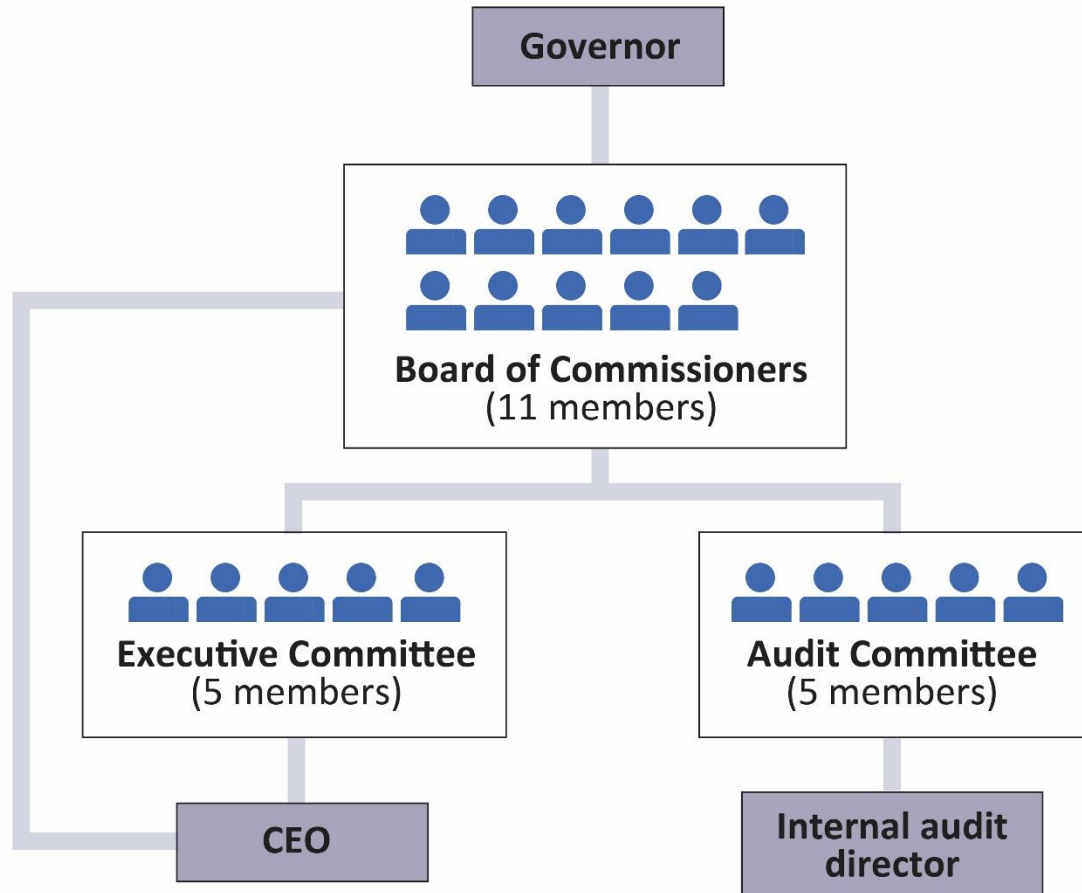 Governor
Board of Commissioners
(11 members)
Executive Committee
(5 members)
Audit Committee
(5 members)
CEO
Internal audit
director